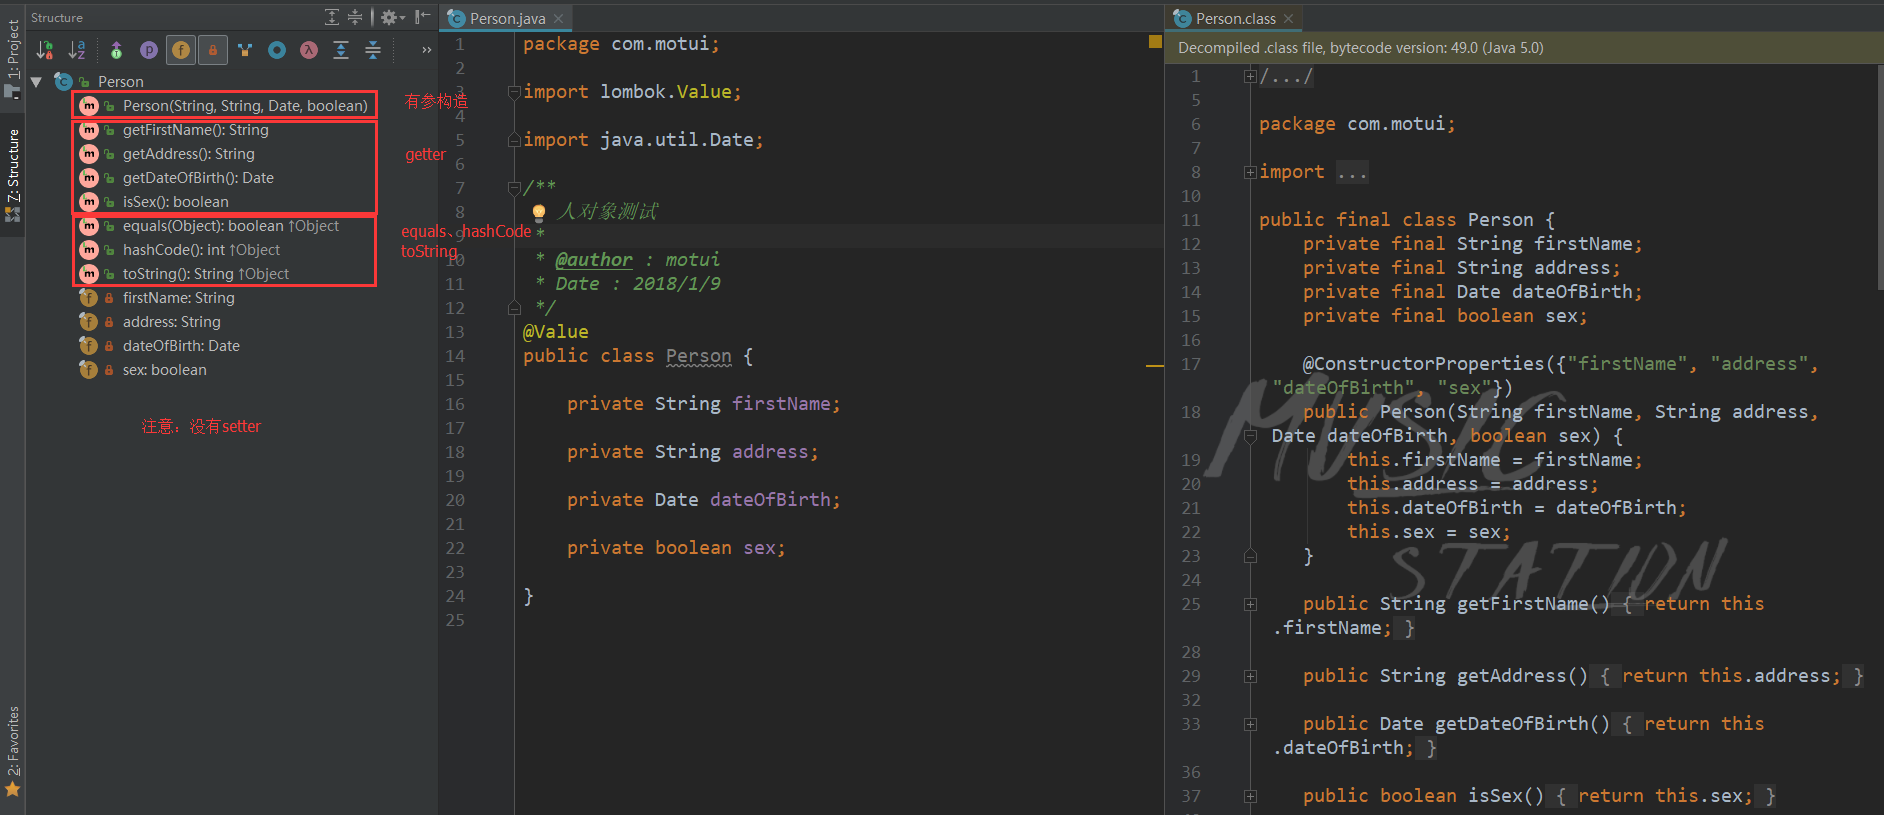 Structure
1: Project
7: Structure
2: Favorites
Person
Person(String, String, Date, boolean)
有参构造
getFirstName(): String
getAddress(): String
getter
getDateOfBirth(): Date
isSex(): boolean
equals(Object): boolean ↑Object
equals、hashCode
hashCode(): int ↑Object
toString
toString(): String ↑Object
firstName: String
address: String
dateOfBirth: Date
sex: boolean
注意：没有setter
Person.java
1 package com.motui;
2
3 import lombok.Value;
4
5 import java.util.Date;
6
7 /**
8 人对象测试
9 *
10 * @author : motui
11 * Date : 2018/1/9
12 */
13 @Value
14 public class Person {
15
16 private String firstName;
17
18 private String address;
19
20 private Date dateOfBirth;
21
22 private boolean sex;
23
24 }
25
Person.class
Decompiled .class file, bytecode version: 49.0 (Java 5.0)
1 /.../
5
6 package com.motui;
7
8 import ...
10
11 public final class Person {
12 private final String firstName;
13 private final String address;
14 private final Date dateOfBirth;
15 private final boolean sex;
16
17 @ConstructorProperties({"firstName", "address",
"dateOfBirth", "sex"})
18 public Person(String firstName, String address,
Date dateOfBirth, boolean sex) {
19 this.firstName = firstName;
20 this.address = address;
21 this.dateOfBirth = dateOfBirth;
22 this.sex = sex;
23 }
24
25 public String getFirstName() { return this
.firstName; }
28
29 public String getAddress() { return this.address; }
32
33 public Date getDateOfBirth() { return this
.dateOfBirth; }
36
37 public boolean isSex() { return this.sex; }
MUSIC
STATION